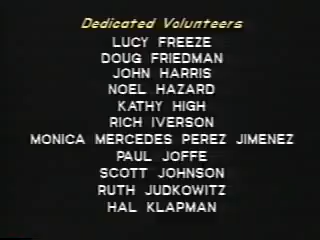 Dedicated Volunteers
LUCY FREEZE
DOUG FRIEDMAN
JOHN HARRIS
NOEL HAZARD
KATHY HIGH
RICH IVERSON
MONICA MERCEDES PEREZ JIMENEZ
PAUL JOFFE
SCOTT JOHNSON
RUTH JUDKOWITZ
HAL KLAPMAN